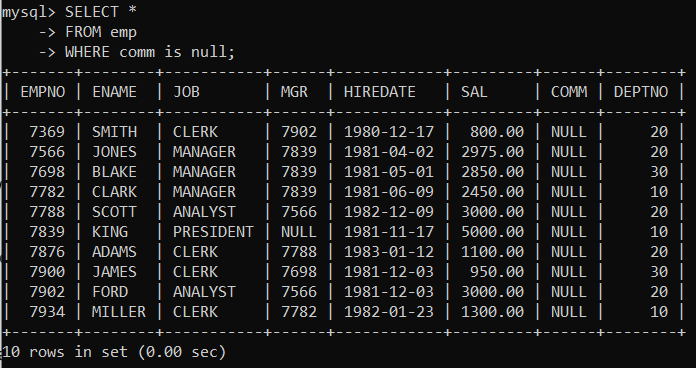 mysql> SELECT *
    -> FROM emp
    -> WHERE comm is null;
+-------+--------+-----------+------+------------+---------+------+--------+
| EMPNO | ENAME  | JOB       | MGR  | HIREDATE   | SAL     | COMM | DEPTNO |
+-------+--------+-----------+------+------------+---------+------+--------+
|  7369 | SMITH  | CLERK     | 7902 | 1980-12-17 |  800.00 | NULL |     20 |
|  7566 | JONES  | MANAGER   | 7839 | 1981-04-02 | 2975.00 | NULL |     20 |
|  7698 | BLAKE  | MANAGER   | 7839 | 1981-05-01 | 2850.00 | NULL |     30 |
|  7782 | CLARK  | MANAGER   | 7839 | 1981-06-09 | 2450.00 | NULL |     10 |
|  7788 | SCOTT  | ANALYST   | 7566 | 1982-12-09 | 3000.00 | NULL |     20 |
|  7839 | KING   | PRESIDENT | NULL | 1981-11-17 | 5000.00 | NULL |     10 |
|  7876 | ADAMS  | CLERK     | 7788 | 1983-01-12 | 1100.00 | NULL |     20 |
|  7900 | JAMES  | CLERK     | 7698 | 1981-12-03 |  950.00 | NULL |     30 |
|  7902 | FORD   | ANALYST   | 7566 | 1981-12-03 | 3000.00 | NULL |     20 |
|  7934 | MILLER | CLERK     | 7782 | 1982-01-23 | 1300.00 | NULL |     10 |
+-------+--------+-----------+------+------------+---------+------+--------+
10 rows in set (0.00 sec)